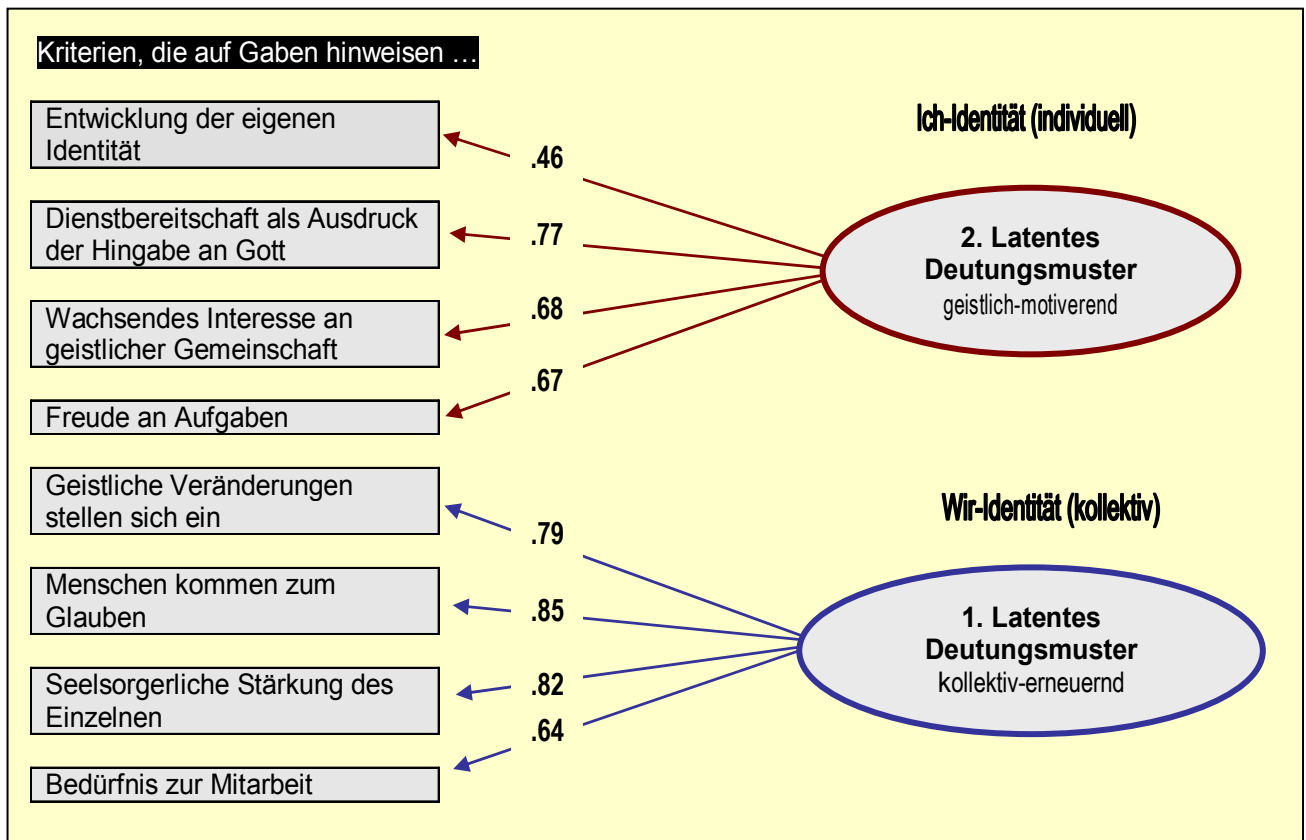 Kriterien, die auf Gaben hinweisen …
Entwicklung der eigenen
Identität
Dienstbereitschaft als Ausdruck
der Hingabe an Gott
Wachsendes Interesse an
geistlicher Gemeinschaft
Freude an Aufgaben
Geistliche Veränderungen
stellen sich ein
Menschen kommen zum
Glauben
Seelsorgerliche Stärkung des
Einzelnen
Bedürfnis zur Mitarbeit
.46
.77
.68
.67
.79
.85
.82
.64
Ich-Identität (individuell)
2. Latentes
Deutungsmuster
geistlich-motiverend
Wir-Identität (kollektiv)
1. Latentes
Deutungsmuster
kollektiv-erneuernd